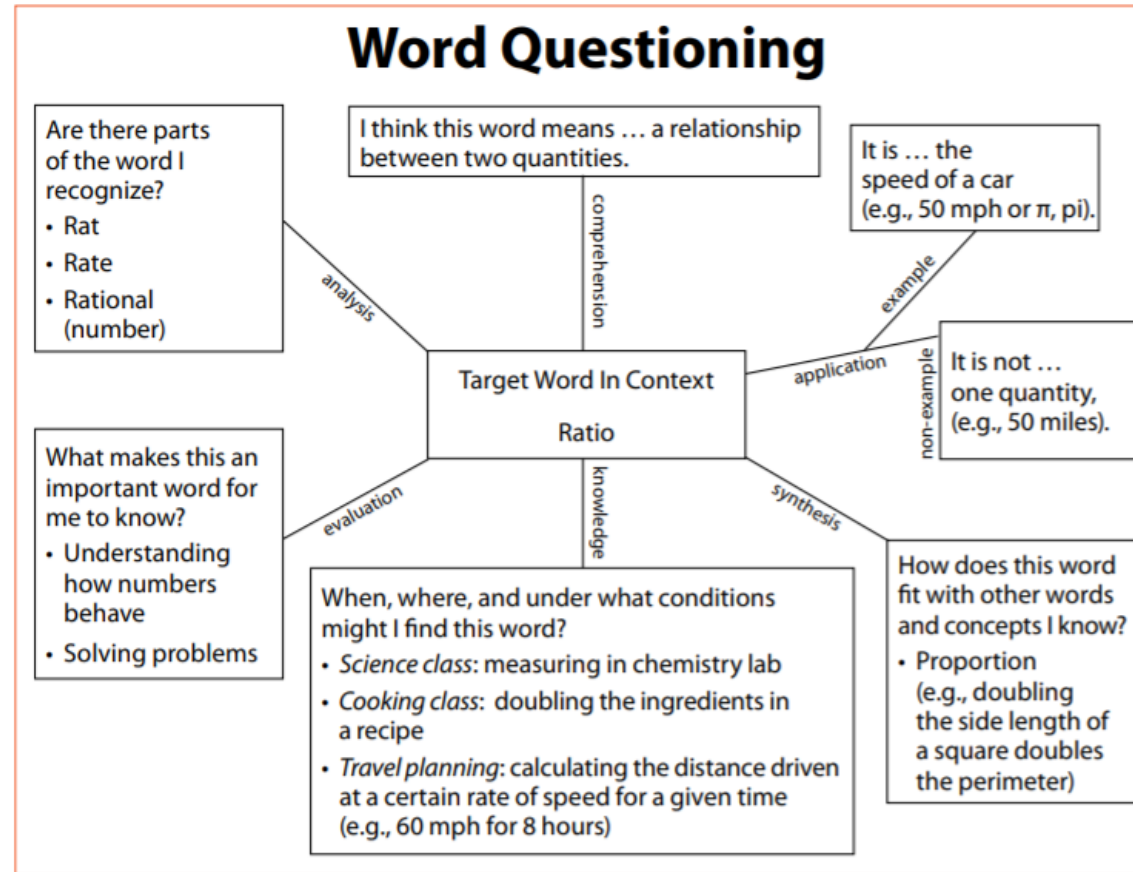 Word Questioning
Are there parts
of the word I
recognize?
• Rat
• Rate
• Rational
(number)
analysis
I think this word means … a relationship
between two quantities.
comprehension
It is … the
speed of a car
(e.g., 50 mph or π, pi).
example
application
non-example
It is not …
one quantity,
(e.g., 50 miles).
Target Word In Context
Ratio
What makes this an
important word for
me to know?
• Understanding
how numbers
behave
• Solving problems
evaluation
knowledge
When, where, and under what conditions
might I find this word?
• Science class: measuring in chemistry lab
• Cooking class: doubling the ingredients in
a recipe
• Travel planning: calculating the distance driven
at a certain rate of speed for a given time
(e.g., 60 mph for 8 hours)
synthesis
How does this word
fit with other words
and concepts I know?
• Proportion
(e.g., doubling
the side length of
a square doubles
the perimeter)